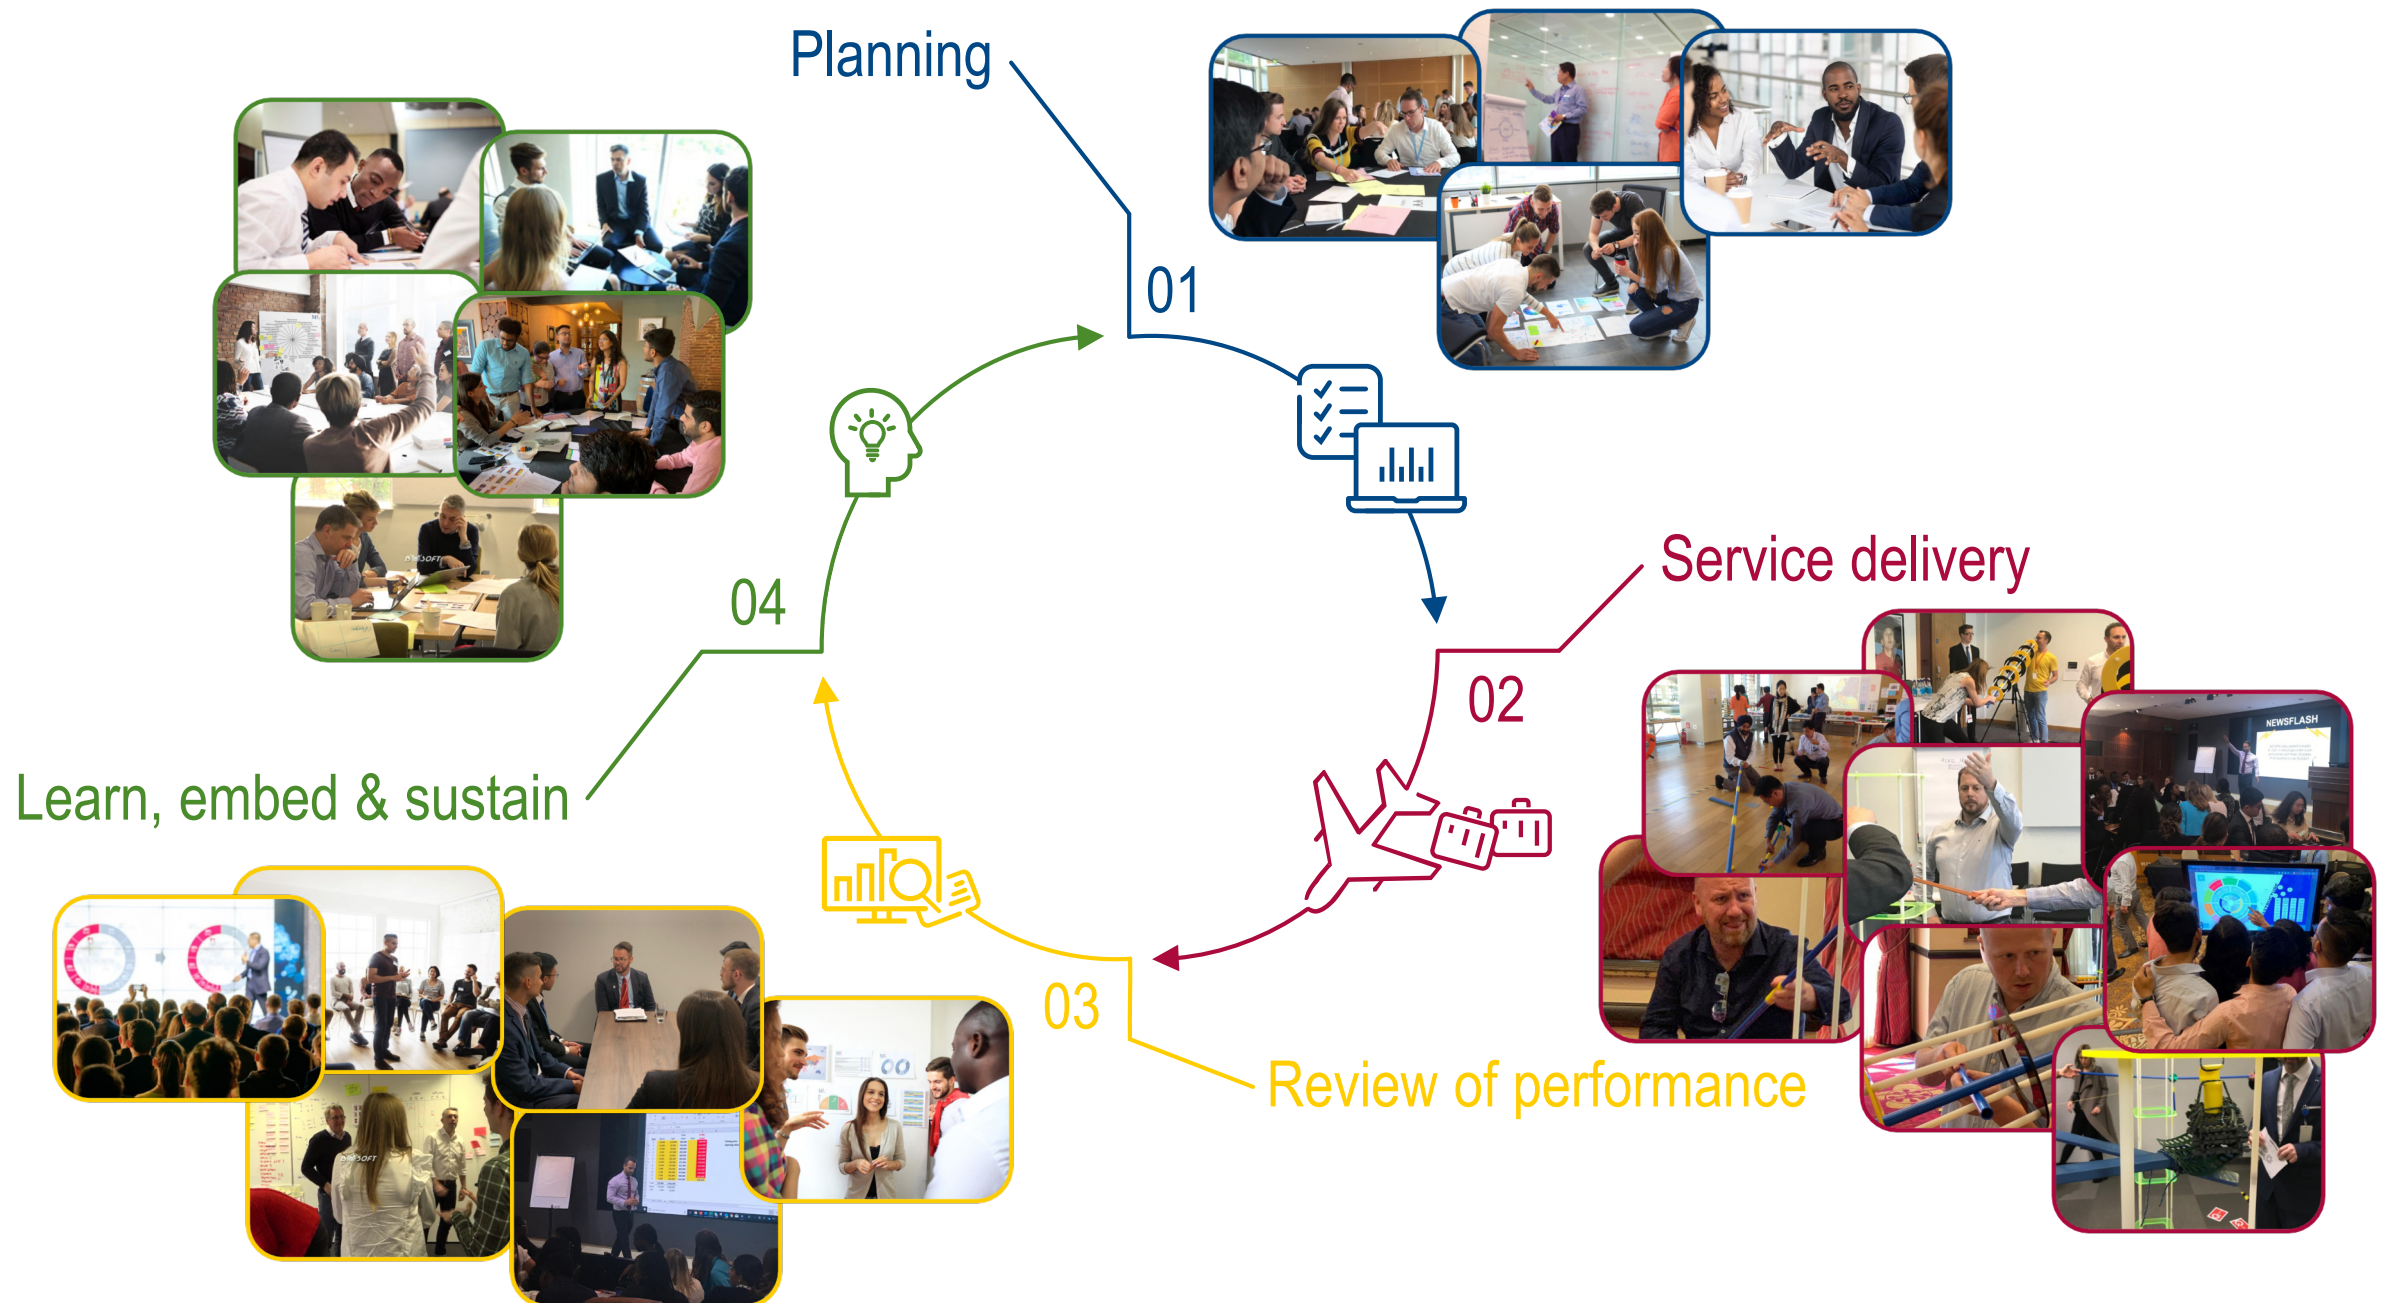 Planning
01
Service delivery
02
NEWSFLASH
03
Review of performance
04
Learn, embed & sustain